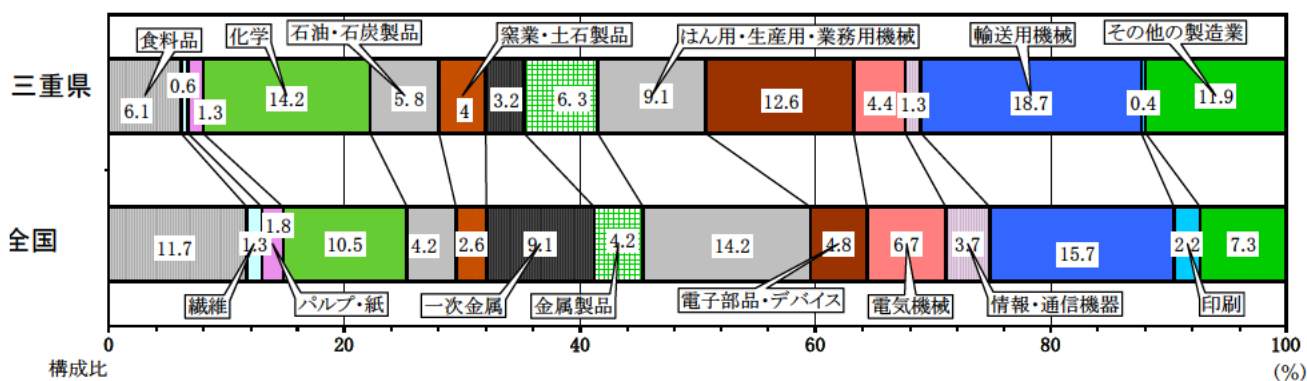 食料品 化学 石油・石炭製品 窯業・土石製品 はん用・生産用・業務用機械 輸送用機械 その他の製造業
三重県 6.1 0.6 1.3 14.2 5.8 4 3.2 6.3 9.1 12.6 4.4 1.3 18.7 0.4 11.9
全国 11.7 1.3 1.8 10.5 4.2 2.6 9.1 4.2 14.2 4.8 6.7 3.7 15.7 2.2 7.3
繊維 パルプ・紙 一次金属 金属製品 電子部品・デバイス 電気機械 情報・通信機器 印刷
0 20 40 60 80 100
構成比 (%)